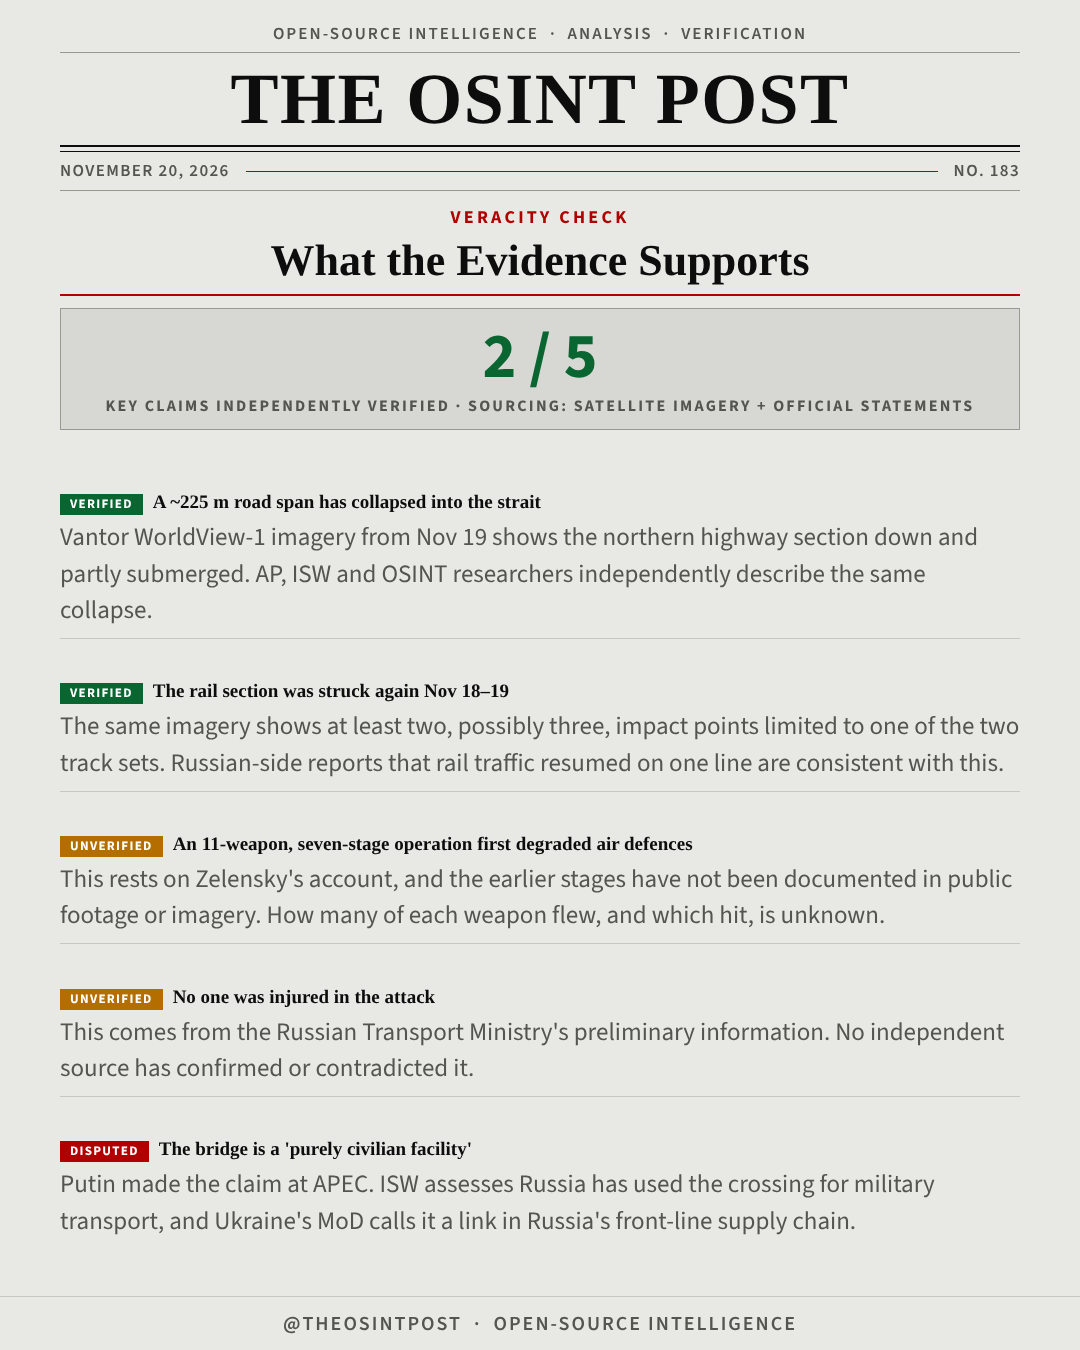 OPEN-SOURCE INTELLIGENCE · ANALYSIS · VERIFICATION
THE OSINT POST
NOVEMBER 20, 2026 NO. 183
VERACITY CHECK
What the Evidence Supports
2 / 5
KEY CLAIMS INDEPENDENTLY VERIFIED · SOURCING: SATELLITE IMAGERY + OFFICIAL STATEMENTS
VERIFIED A ~225 m road span has collapsed into the strait
Vantor WorldView-1 imagery from Nov 19 shows the northern highway section down and
partly submerged. AP, ISW and OSINT researchers independently describe the same
collapse.
VERIFIED The rail section was struck again Nov 18–19
The same imagery shows at least two, possibly three, impact points limited to one of the two
track sets. Russian-side reports that rail traffic resumed on one line are consistent with this.
UNVERIFIED An 11-weapon, seven-stage operation first degraded air defences
This rests on Zelensky's account, and the earlier stages have not been documented in public
footage or imagery. How many of each weapon flew, and which hit, is unknown.
UNVERIFIED No one was injured in the attack
This comes from the Russian Transport Ministry's preliminary information. No independent
source has confirmed or contradicted it.
DISPUTED The bridge is a 'purely civilian facility'
Putin made the claim at APEC. ISW assesses Russia has used the crossing for military
transport, and Ukraine's MoD calls it a link in Russia's front-line supply chain.
@THEOSINTPOST · OPEN-SOURCE INTELLIGENCE